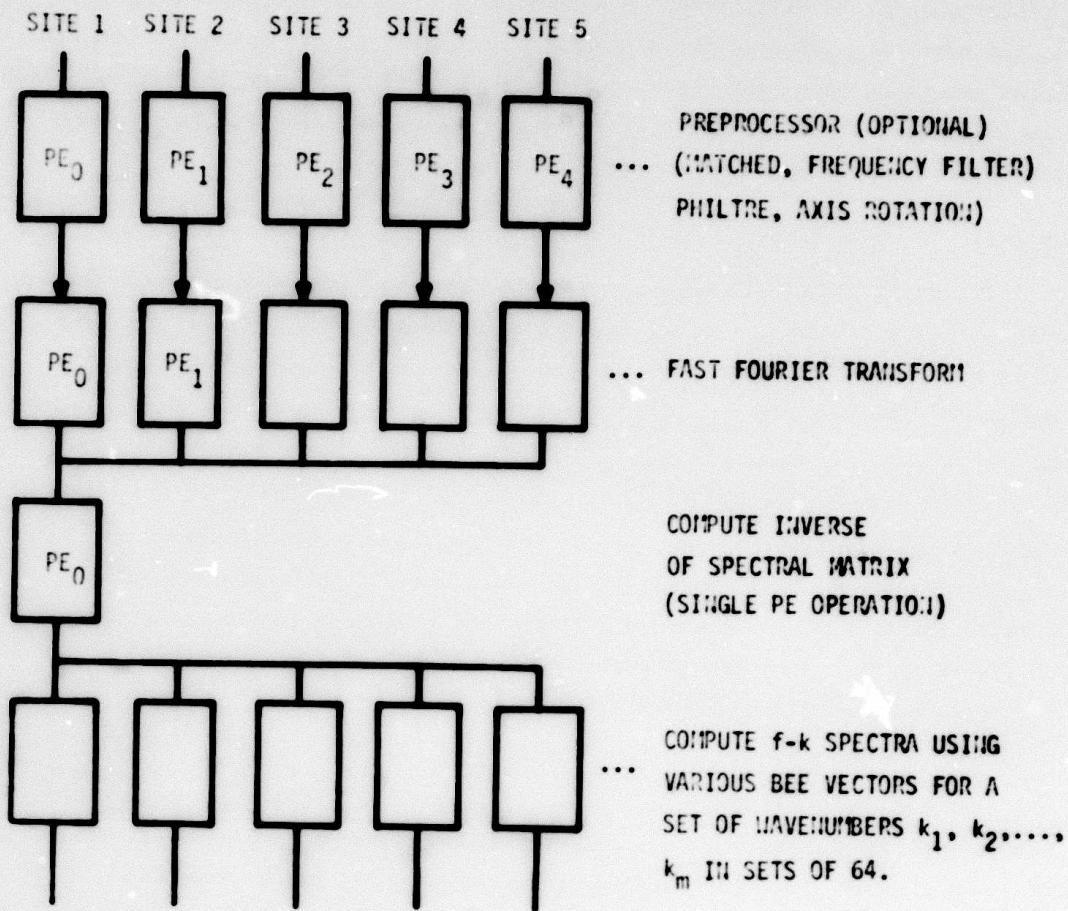 SITE 1 SITE 2 SITE 3 SITE 4 SITE 5
PE0 PE1 PE2 PE3 PE4 ...
PREPROCESSOR (OPTIONAL)
(MATCHED, FREQUENCY FILTER)
PHILTRE, AXIS ROTATION)
PE0 PE1 ... FAST FOURIER TRANSFORM
PE0
COMPUTE INVERSE
OF SPECTRAL MATRIX
(SINGLE PE OPERATION)
... COMPUTE f-k SPECTRA USING
VARIOUS BEE VECTORS FOR A
SET OF WAVENUMBERS k1, k2,....,
km IN SETS OF 64.